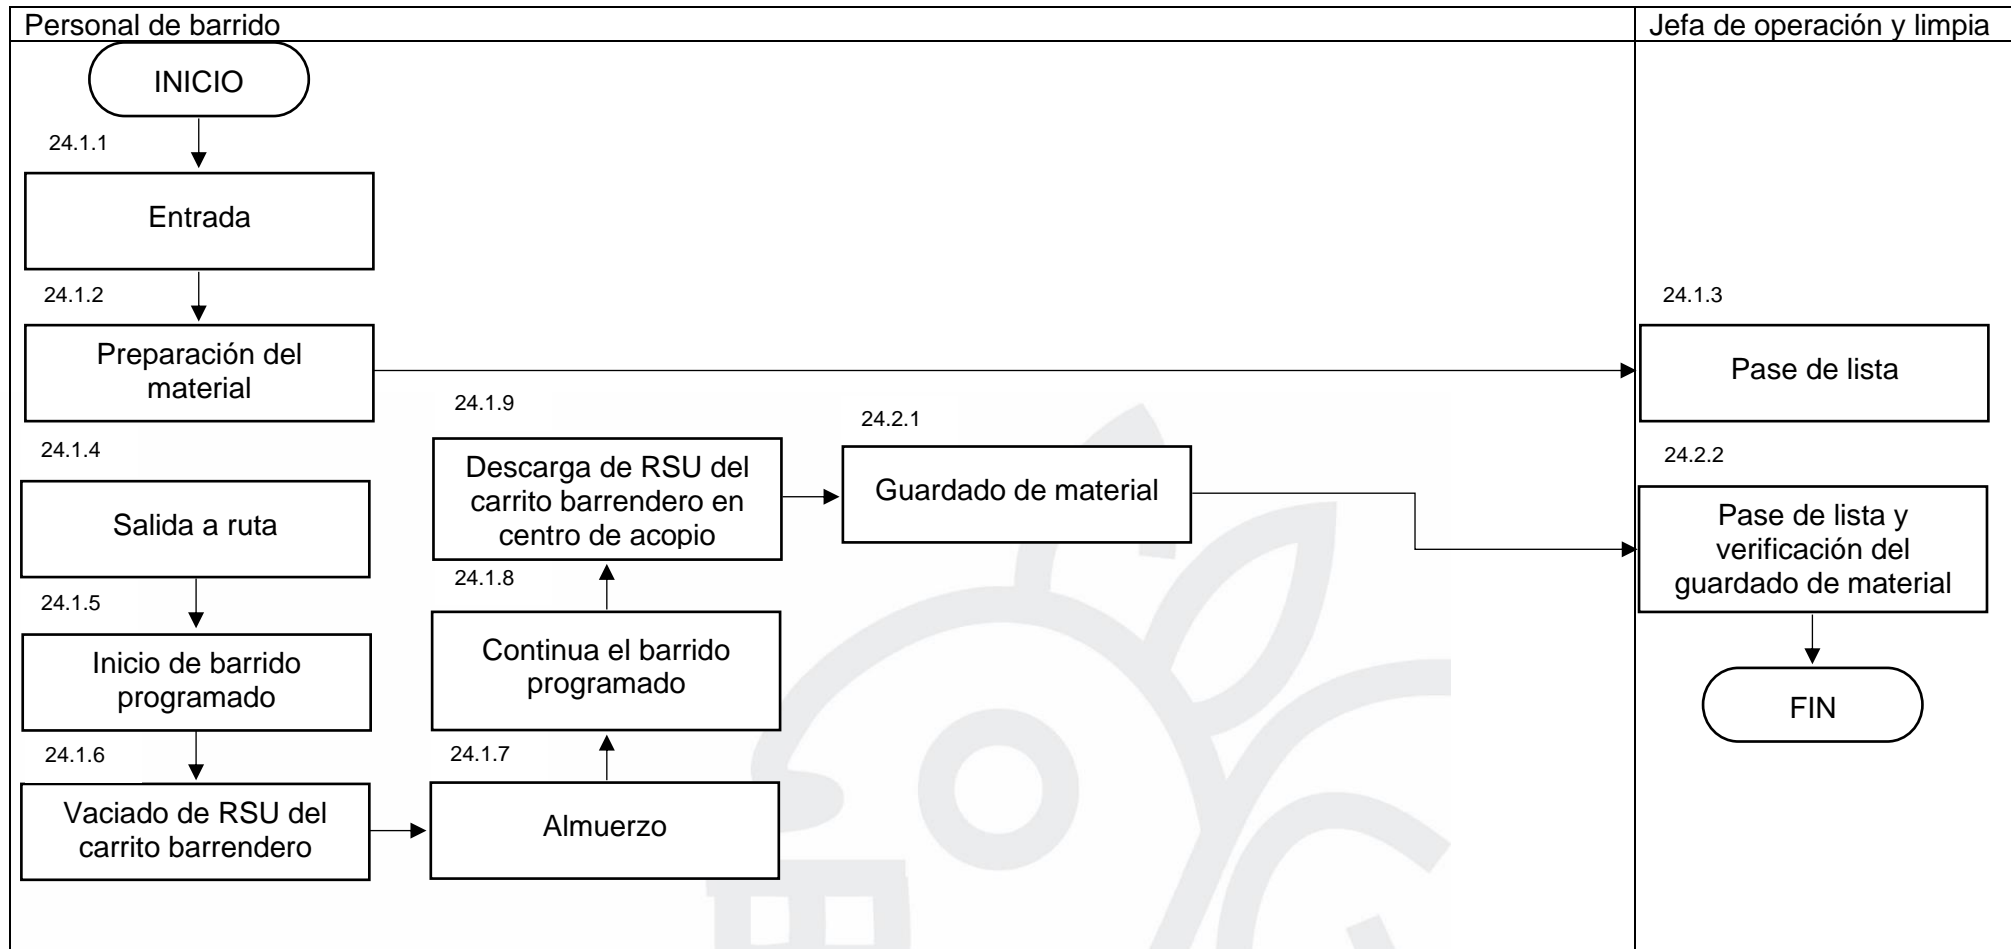 Personal de barrido
Jefa de operación y limpia
INICIO
24.1.1
Entrada
24.1.2
Preparación del
material
24.1.3
Pase de lista
24.1.4
Salida a ruta
24.1.5
Inicio de barrido
programado
24.1.6
Vaciado de RSU del
carrito barrendero
24.1.7
Almuerzo
24.1.8
Continua el barrido
programado
24.1.9
Descarga de RSU del
carrito barrendero en
centro de acopio
24.2.1
Guardado de material
24.2.2
Pase de lista y
verificación del
guardado de material
FIN